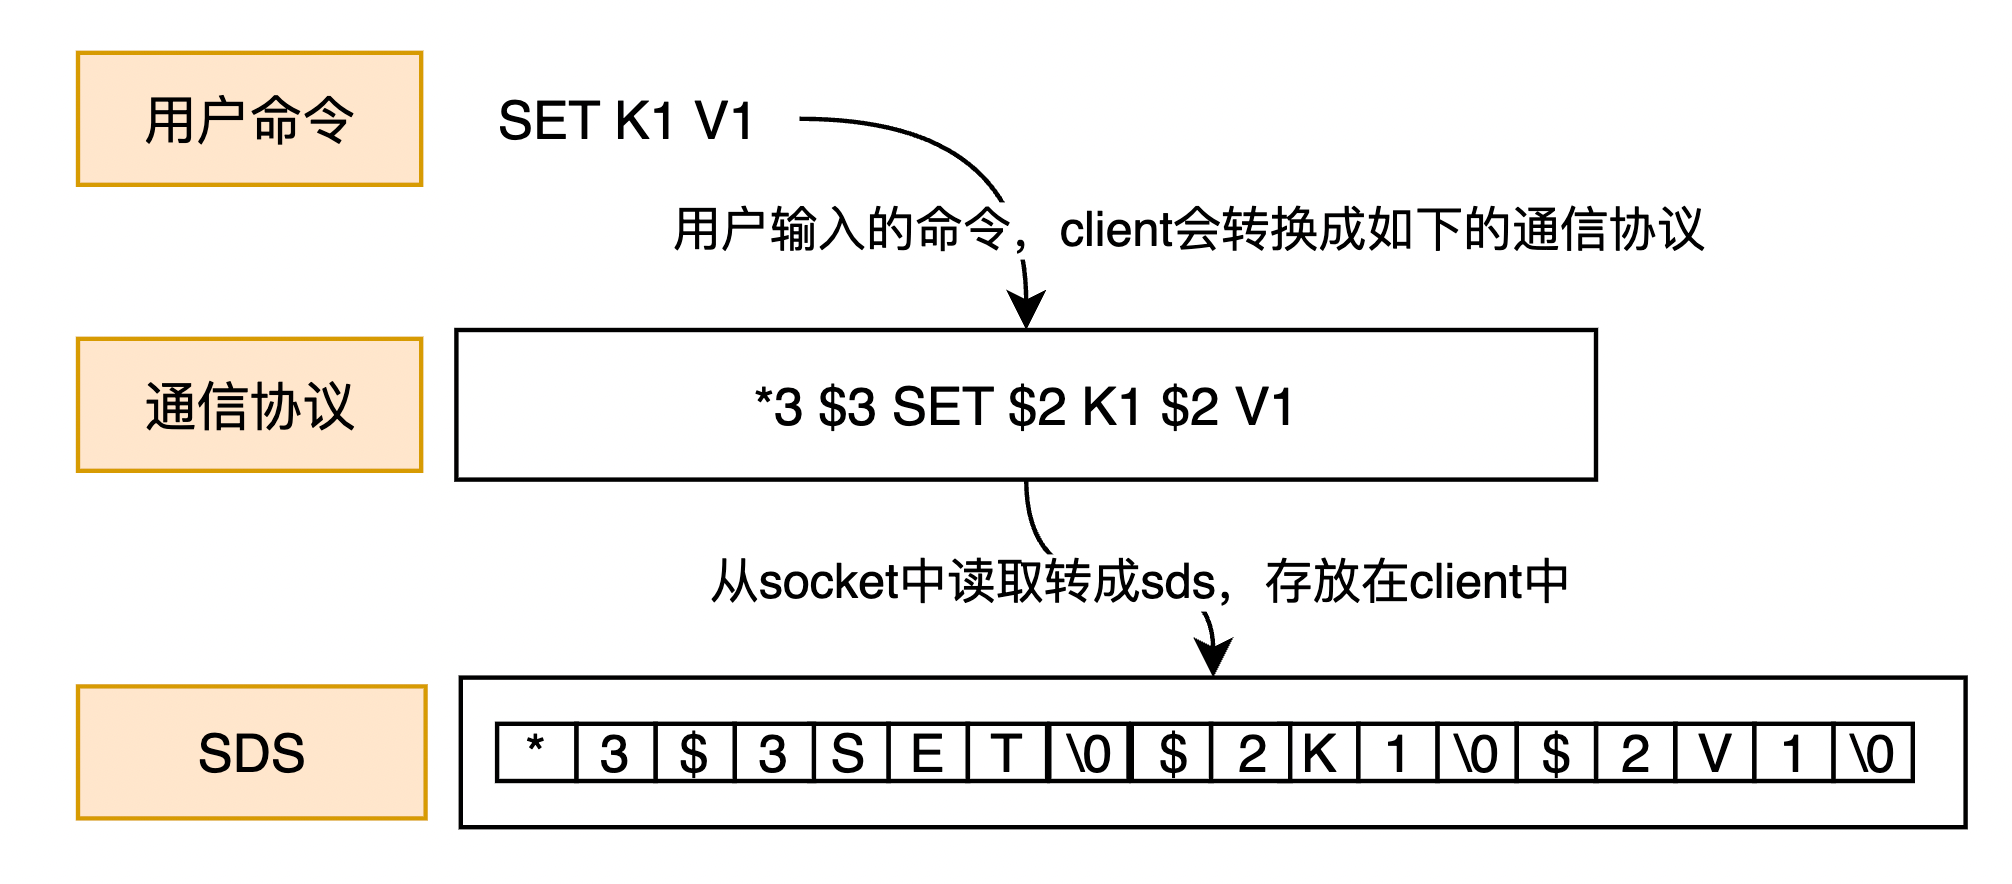 用户命令
SET K1 V1
用户输入的命令，client会转换成如下的通信协议
通信协议
*3 $3 SET $2 K1 $2 V1
从socket中读取转成sds，存放在client中
SDS
* 3 $ 3 S E T \0 $ 2 K 1 \0 $ 2 V 1 \0